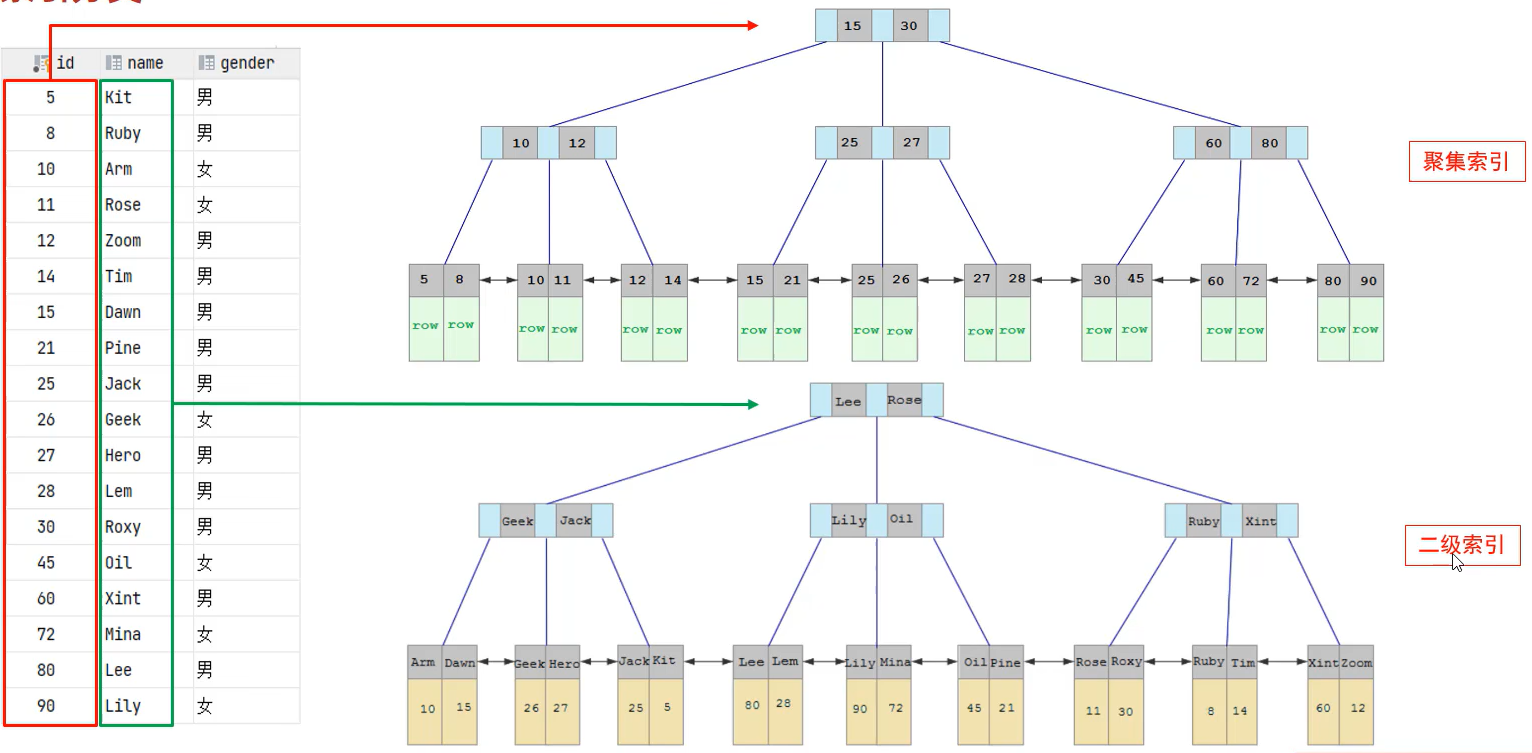 id name gender
5 Kit 男
8 Ruby 男
10 Arm 女
11 Rose 女
12 Zoom 男
14 Tim 男
15 Dawn 男
21 Pine 男
25 Jack 男
26 Geek 女
27 Hero 男
28 Lem 男
30 Roxy 男
45 Oil 女
60 Xint 男
72 Mina 女
80 Lee 男
90 Lily 女
15 30
10 12 25 27 60 80
聚集索引
5 8 10 11 12 14 15 21 25 26 27 28 30 45 60 72 80 90
row row row row row row row row row row row row row row row row row row
Lee Rose
Geek Jack Lily Oil Ruby Xint
二级索引
Arm Dawn Geek Hero Jack Kit Lee Lem Lily Mina Oil Pine Rose Roxy Ruby Tim Xint Zoom
10 15 26 27 25 5 80 28 90 72 45 21 11 30 8 14 60 12